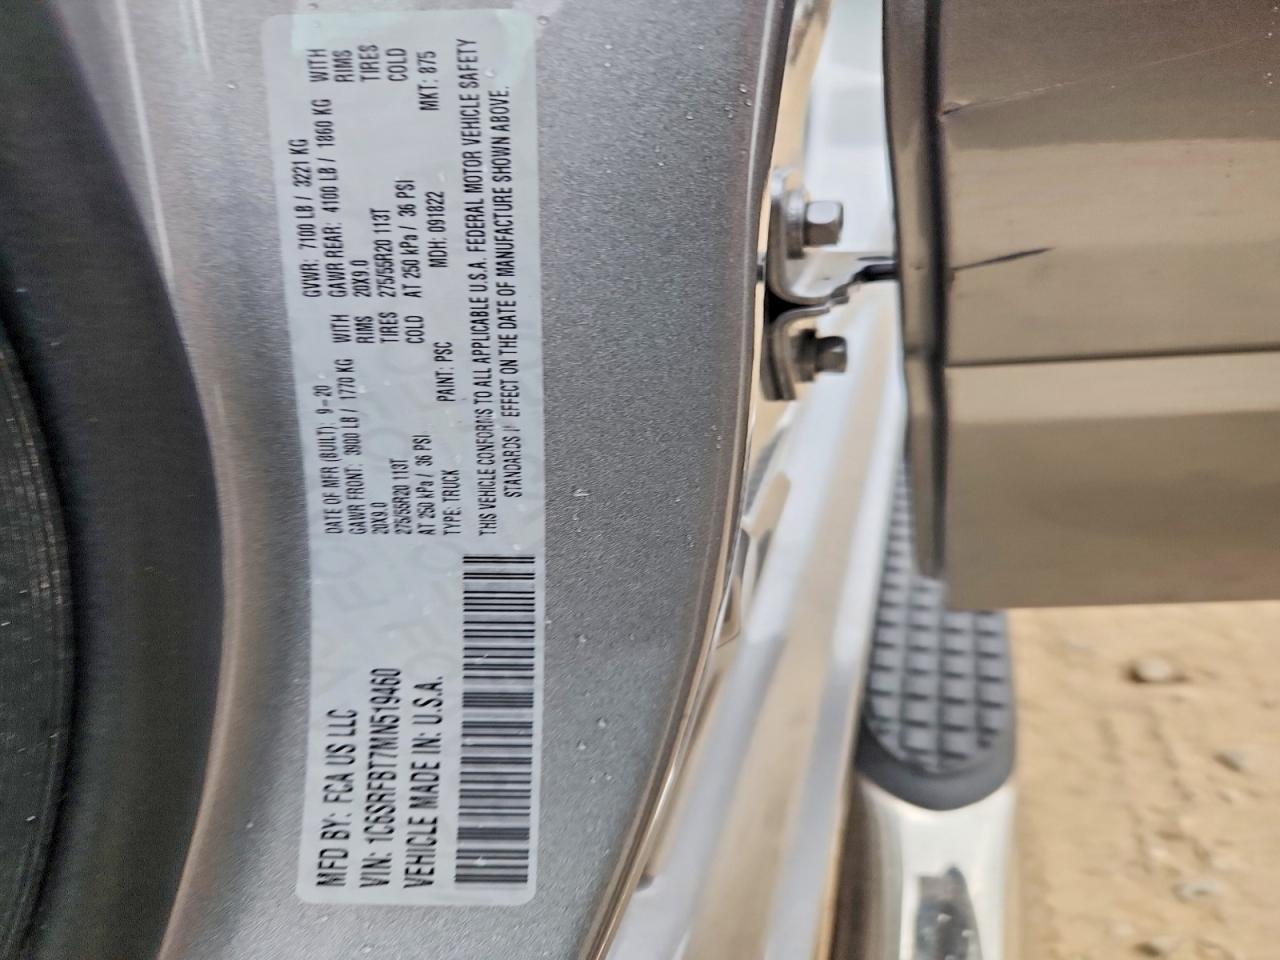 MFD BY: FCA US LLC
VIN: 1C6SRFBT7MN519460
VEHICLE MADE IN: U.S.A.
DATE OF MFR (BUILT): 9-20
GAWR FRONT: 3900 LB / 1770 KG WITH
20X9.0 RIMS
275/55R20 113T TIRES
AT 250 kPa / 36 PSI COLD
TYPE: TRUCK PAINT: PSC
GVWR: 7100 LB / 3221 KG
GAWR REAR: 4100 LB / 1860 KG WITH
20X9.0 RIMS
275/55R20 113T TIRES
AT 250 kPa / 36 PSI COLD
MDH: 091822 MKT: 875
THIS VEHICLE CONFORMS TO ALL APPLICABLE U.S.A. FEDERAL MOTOR VEHICLE SAFETY
STANDARDS IN EFFECT ON THE DATE OF MANUFACTURE SHOWN ABOVE.